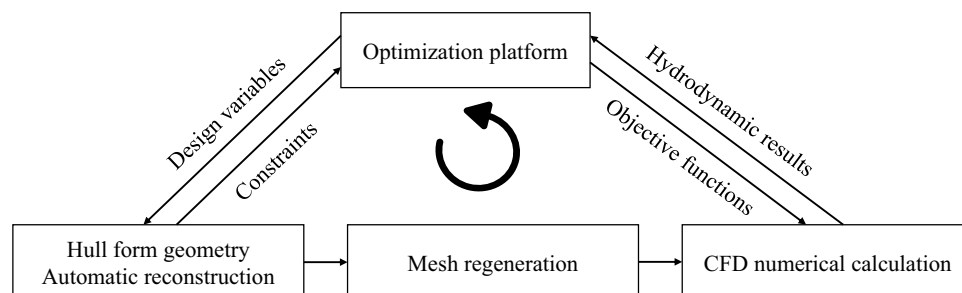 Optimization platform
Design variables
Constraints
Hydrodynamic results
Objective functions
Hull form geometry
Automatic reconstruction
Mesh regeneration
CFD numerical calculation